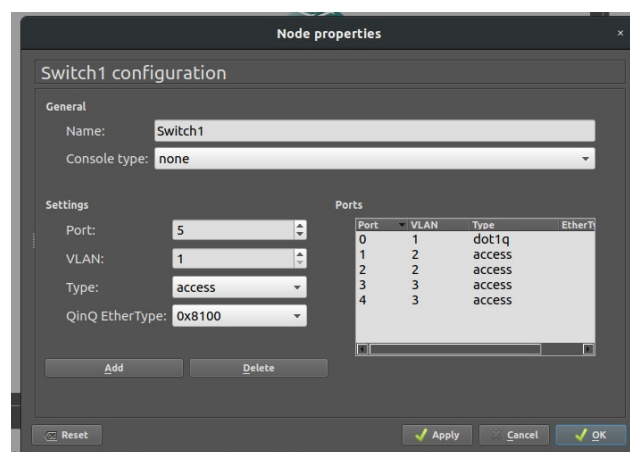 Node properties
×
Switch1 configuration
General
Name: Switch1
Console type: none
Settings
Port: 5
VLAN: 1
Type: access
QinQ EtherType: 0x8100
Add Delete
Ports
Port VLAN Type EtherTy
0 1 dot1q
1 2 access
2 2 access
3 3 access
4 3 access
Reset Apply Cancel OK